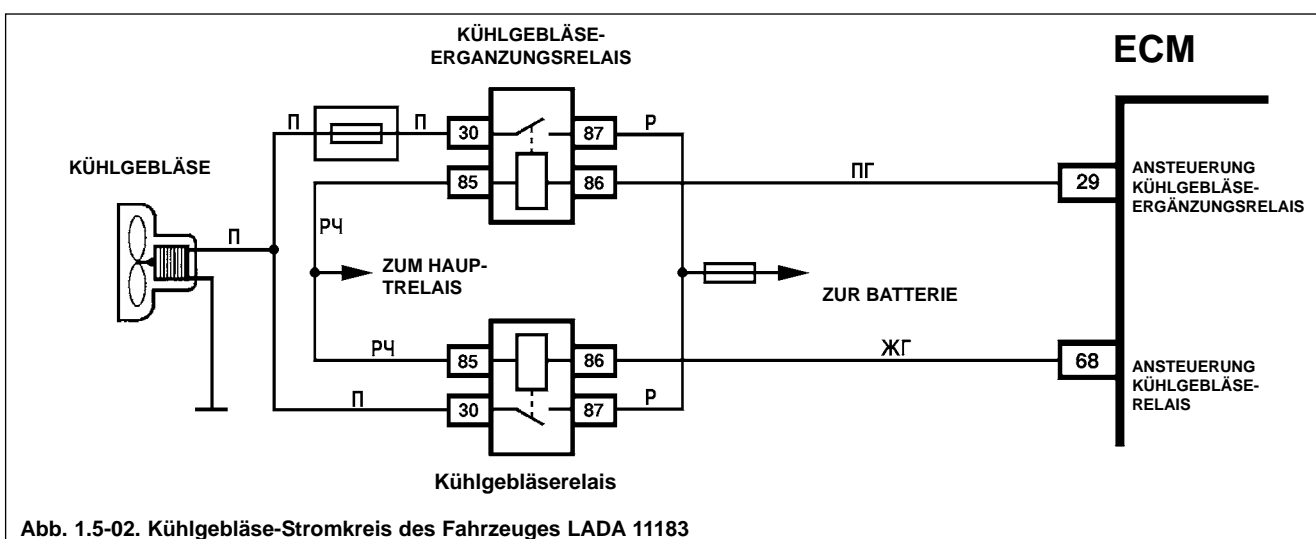 KÜHLGEBLÄSE-
ERGANZUNGSRELAIS
ECM
П
П
30
87
Р
KÜHLGEBLÄSE
85
86
ПГ
29
ANSTEUERUNG
KÜHLGEBLÄSE-
ERGÄNZUNGSRELAIS
П
РЧ
ZUM HAUP-
TRELAIS
ZUR BATTERIE
РЧ
85
86
ЖГ
68
ANSTEUERUNG
KÜHLGEBLÄSE-
RELAIS
П
30
87
Р
Kühlgebläserelais
Abb. 1.5-02. Kühlgebläse-Stromkreis des Fahrzeuges LADA 11183